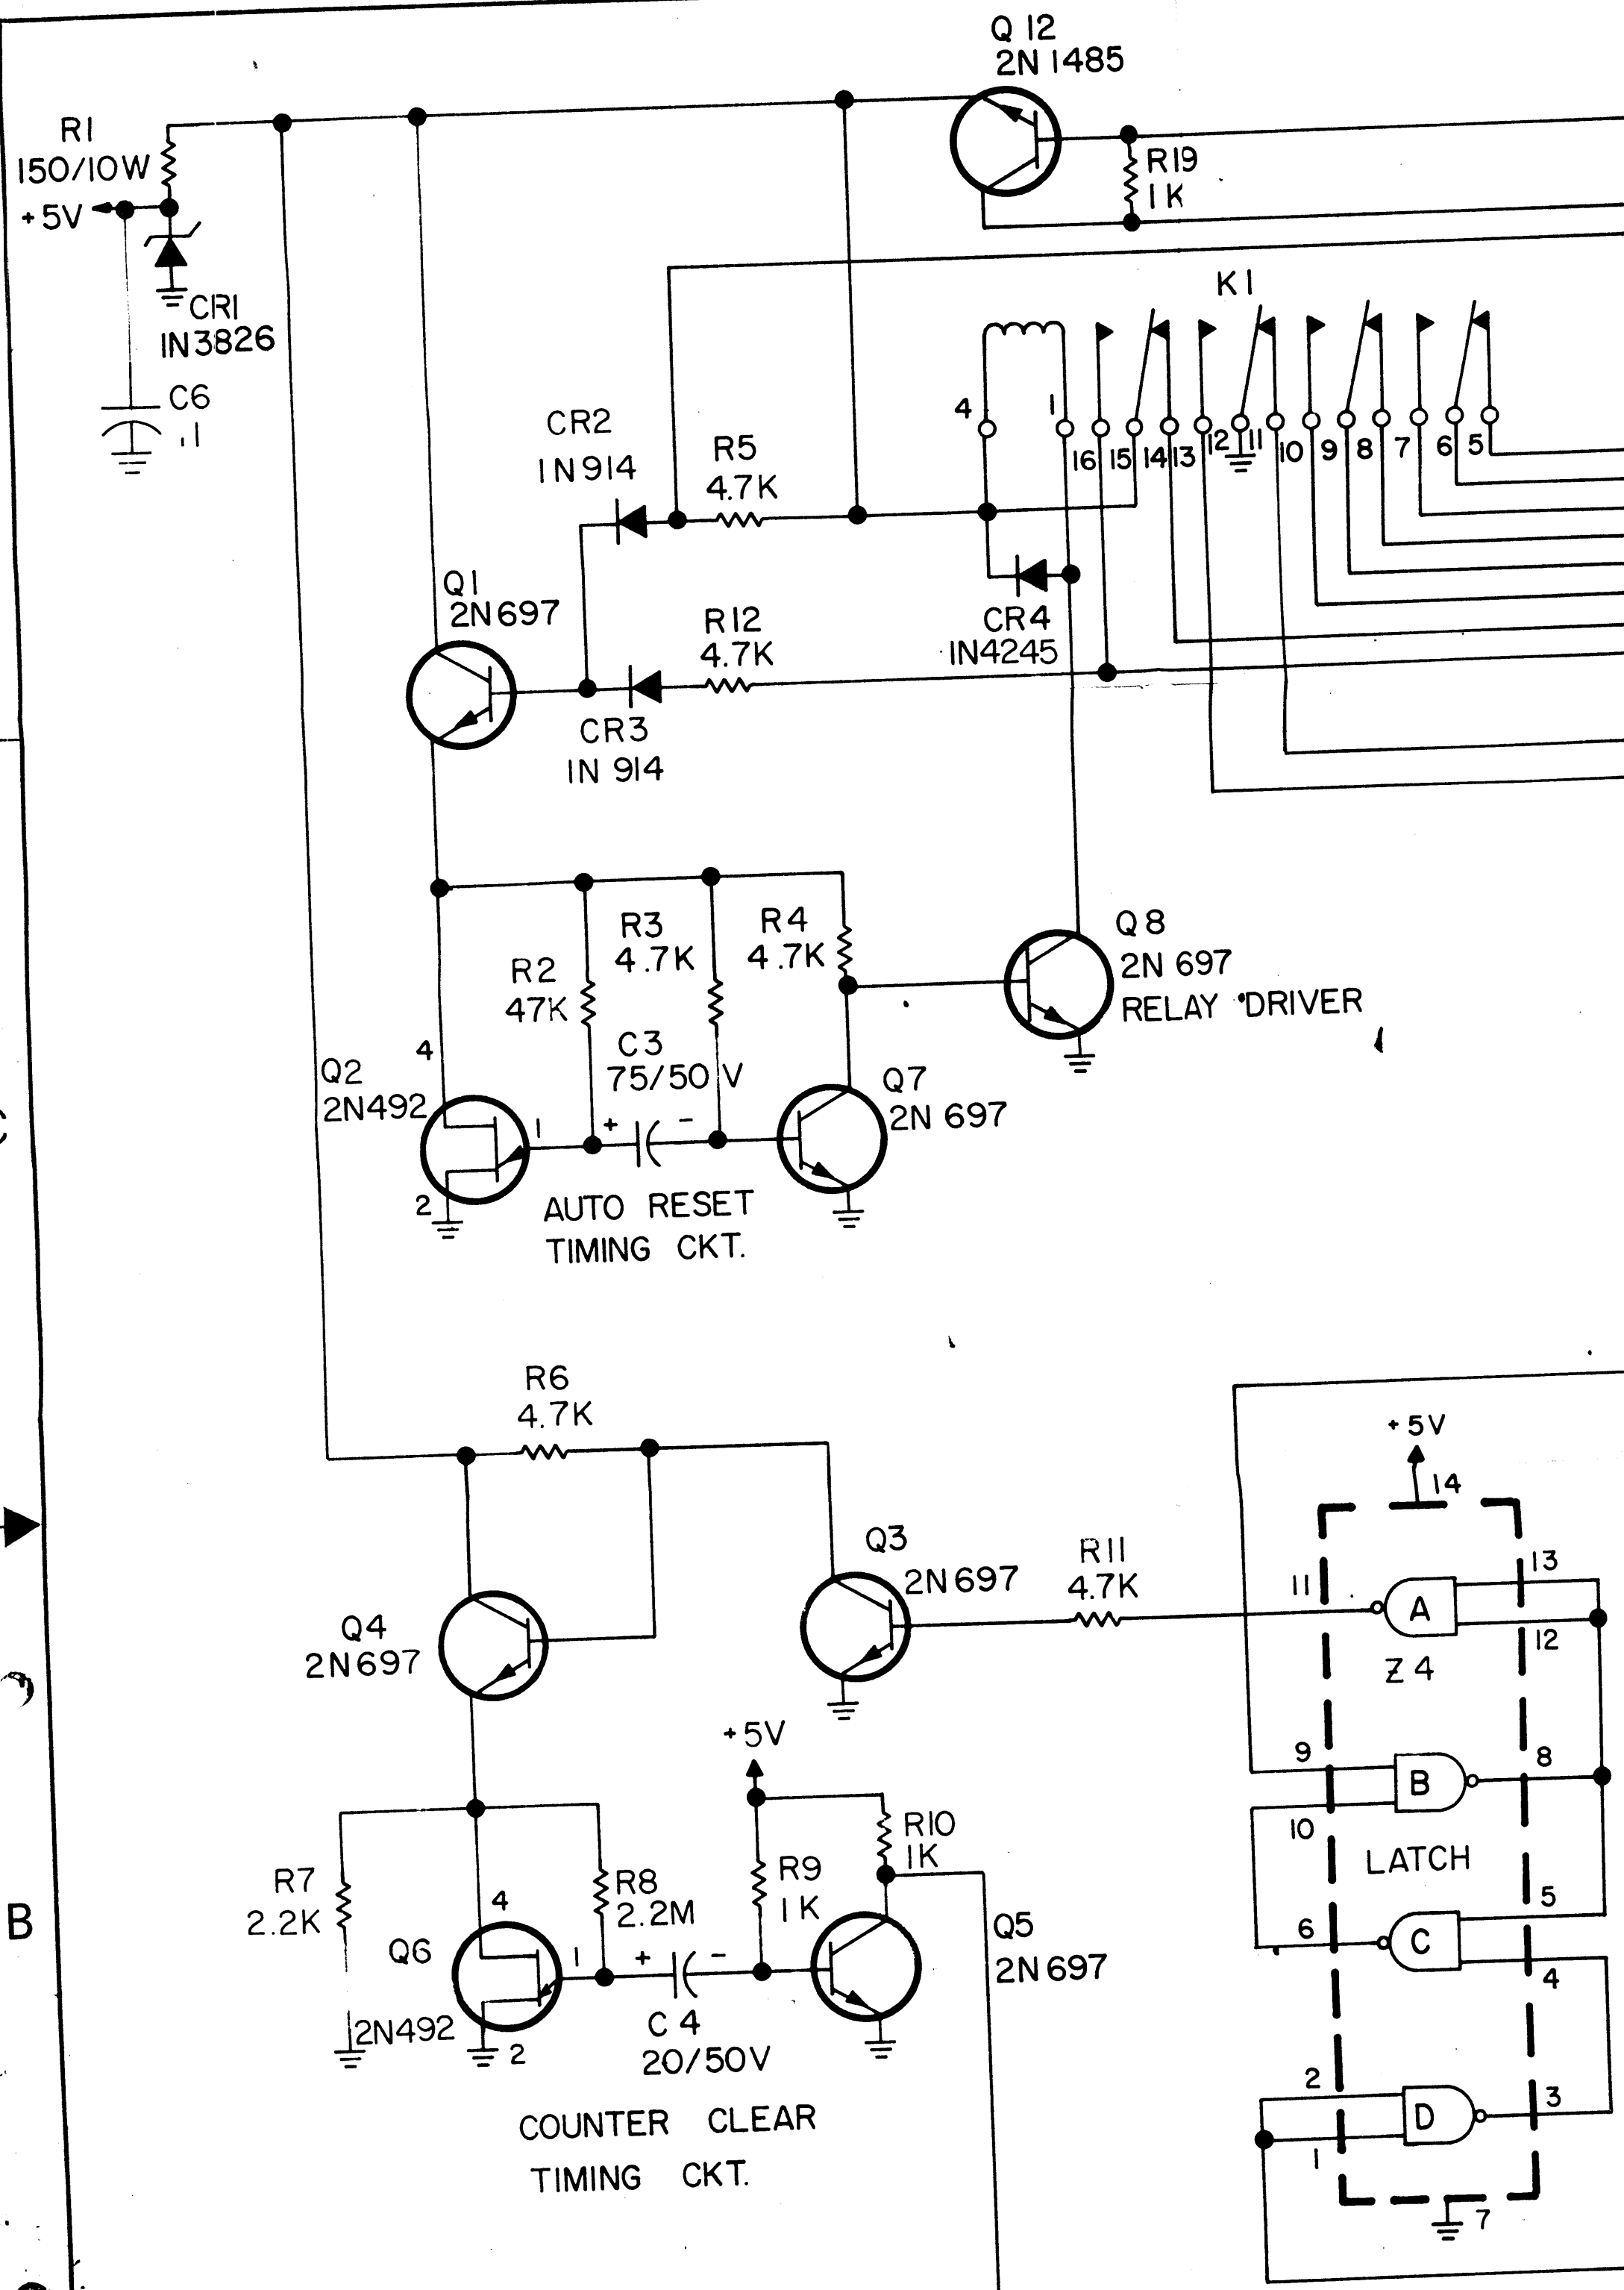 Q 12
2N 1485
R1
150/10W
+5V
R19
1K
CR1
1N3826
C6
.1
K1
4
1
16
15
14
13
12
11
10
9
8
7
6
5
CR2
1N914
R5
4.7K
Q1
2N697
R12
4.7K
CR4
1N4245
CR3
1N 914
R3
4.7K
R4
4.7K
R2
47K
Q8
2N 697
RELAY DRIVER
4
C3
75/50 V
Q2
2N492
1
+
-
Q7
2N 697
2
AUTO RESET
TIMING CKT.
R6
4.7K
+5V
14
Q3
2N697
R11
4.7K
11
13
A
12
Q4
2N697
Z4
+5V
9
8
B
10
R10
1K
LATCH
R7
2.2K
R8
2.2M
R9
1K
4
5
Q6
1
+
-
Q5
2N697
6
C
4
2N492
2
C4
20/50V
2
3
D
1
COUNTER CLEAR
TIMING CKT.
7
B